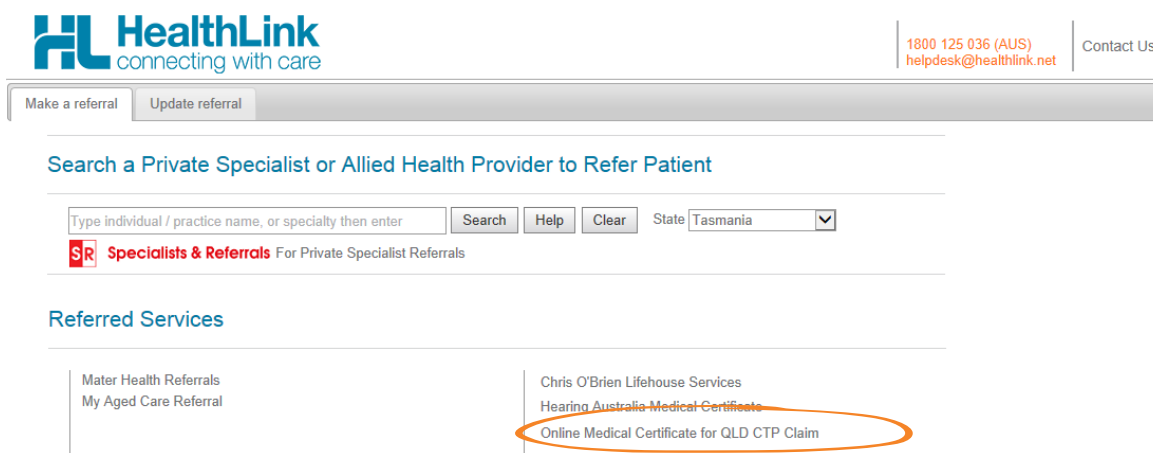 HL HealthLink
connecting with care
1800 125 036 (AUS)
helpdesk@healthlink.net
Contact Us
Make a referral
Update referral
Search a Private Specialist or Allied Health Provider to Refer Patient
Type individual / practice name, or specialty then enter
Search
Help
Clear
State
Tasmania
SR Specialists & Referrals For Private Specialist Referrals
Referred Services
Mater Health Referrals
My Aged Care Referral
Chris O'Brien Lifehouse Services
Hearing Australia Medical Certificate
Online Medical Certificate for QLD CTP Claim